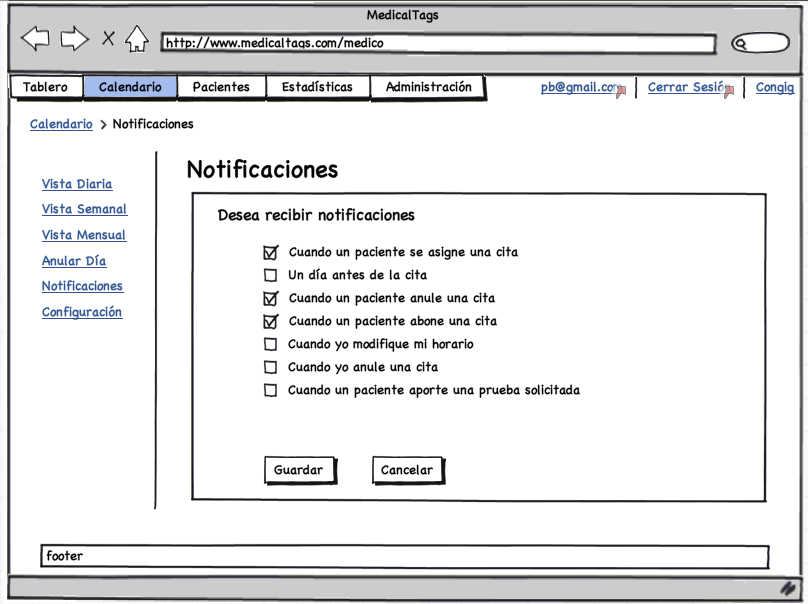 MedicalTags
http://www.medicaltags.com/medico
Tablero Calendario Pacientes Estadísticas Administración pb@gmail.com Cerrar Sesión Congig
Calendario > Notificaciones
Notificaciones
Vista Diaria
Vista Semanal
Vista Mensual
Anular Día
Notificaciones
Configuración
Desea recibir notificaciones
Cuando un paciente se asigne una cita
Un día antes de la cita
Cuando un paciente anule una cita
Cuando un paciente abone una cita
Cuando yo modifique mi horario
Cuando yo anule una cita
Cuando un paciente aporte una prueba solicitada
Guardar Cancelar
footer